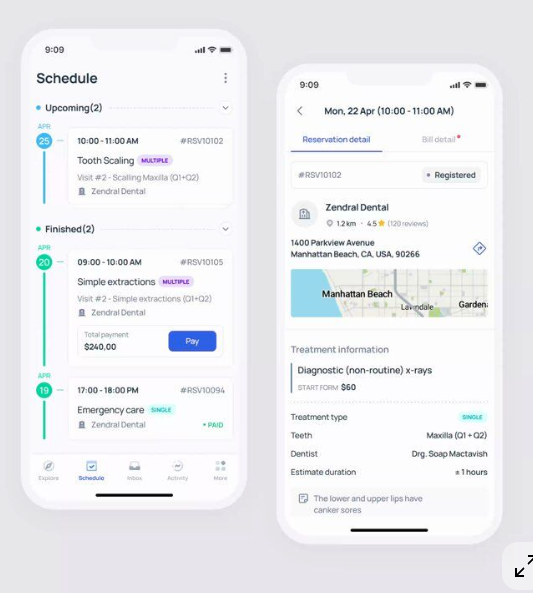 9:09
Schedule
Upcoming(2)
APR
25
10:00 - 11:00 AM #RSV10102
Tooth Scaling MULTIPLE
Visit #2 - Scalling Maxilla (Q1+Q2)
Zendral Dental
Finished(2)
APR
20
09:00 - 10:00 AM #RSV10105
Simple extractions MULTIPLE
Visit #2 - Simple extractions (Q1+Q2)
Zendral Dental
Total payment
$240,00
Pay
APR
19
17:00 - 18:00 PM #RSV10094
Emergency care SINGLE
Zendral Dental • PAID
Explore Schedule Inbox Activity More
9:09
Mon, 22 Apr (10:00 - 11:00 AM)
Reservation detail Bill detail
#RSV10102 • Registered
Zendral Dental
1.2 km · 4.5 (120 reviews)
1400 Parkview Avenue
Manhattan Beach, CA, USA, 90266
Manhattan Beach
Lawndale
Garden
Treatment information
Diagnostic (non-routine) x-rays
START FORM $60
Treatment type SINGLE
Teeth Maxilla (Q1 + Q2)
Dentist Drg. Soap Mactavish
Estimate duration ± 1 hours
The lower and upper lips have
canker sores